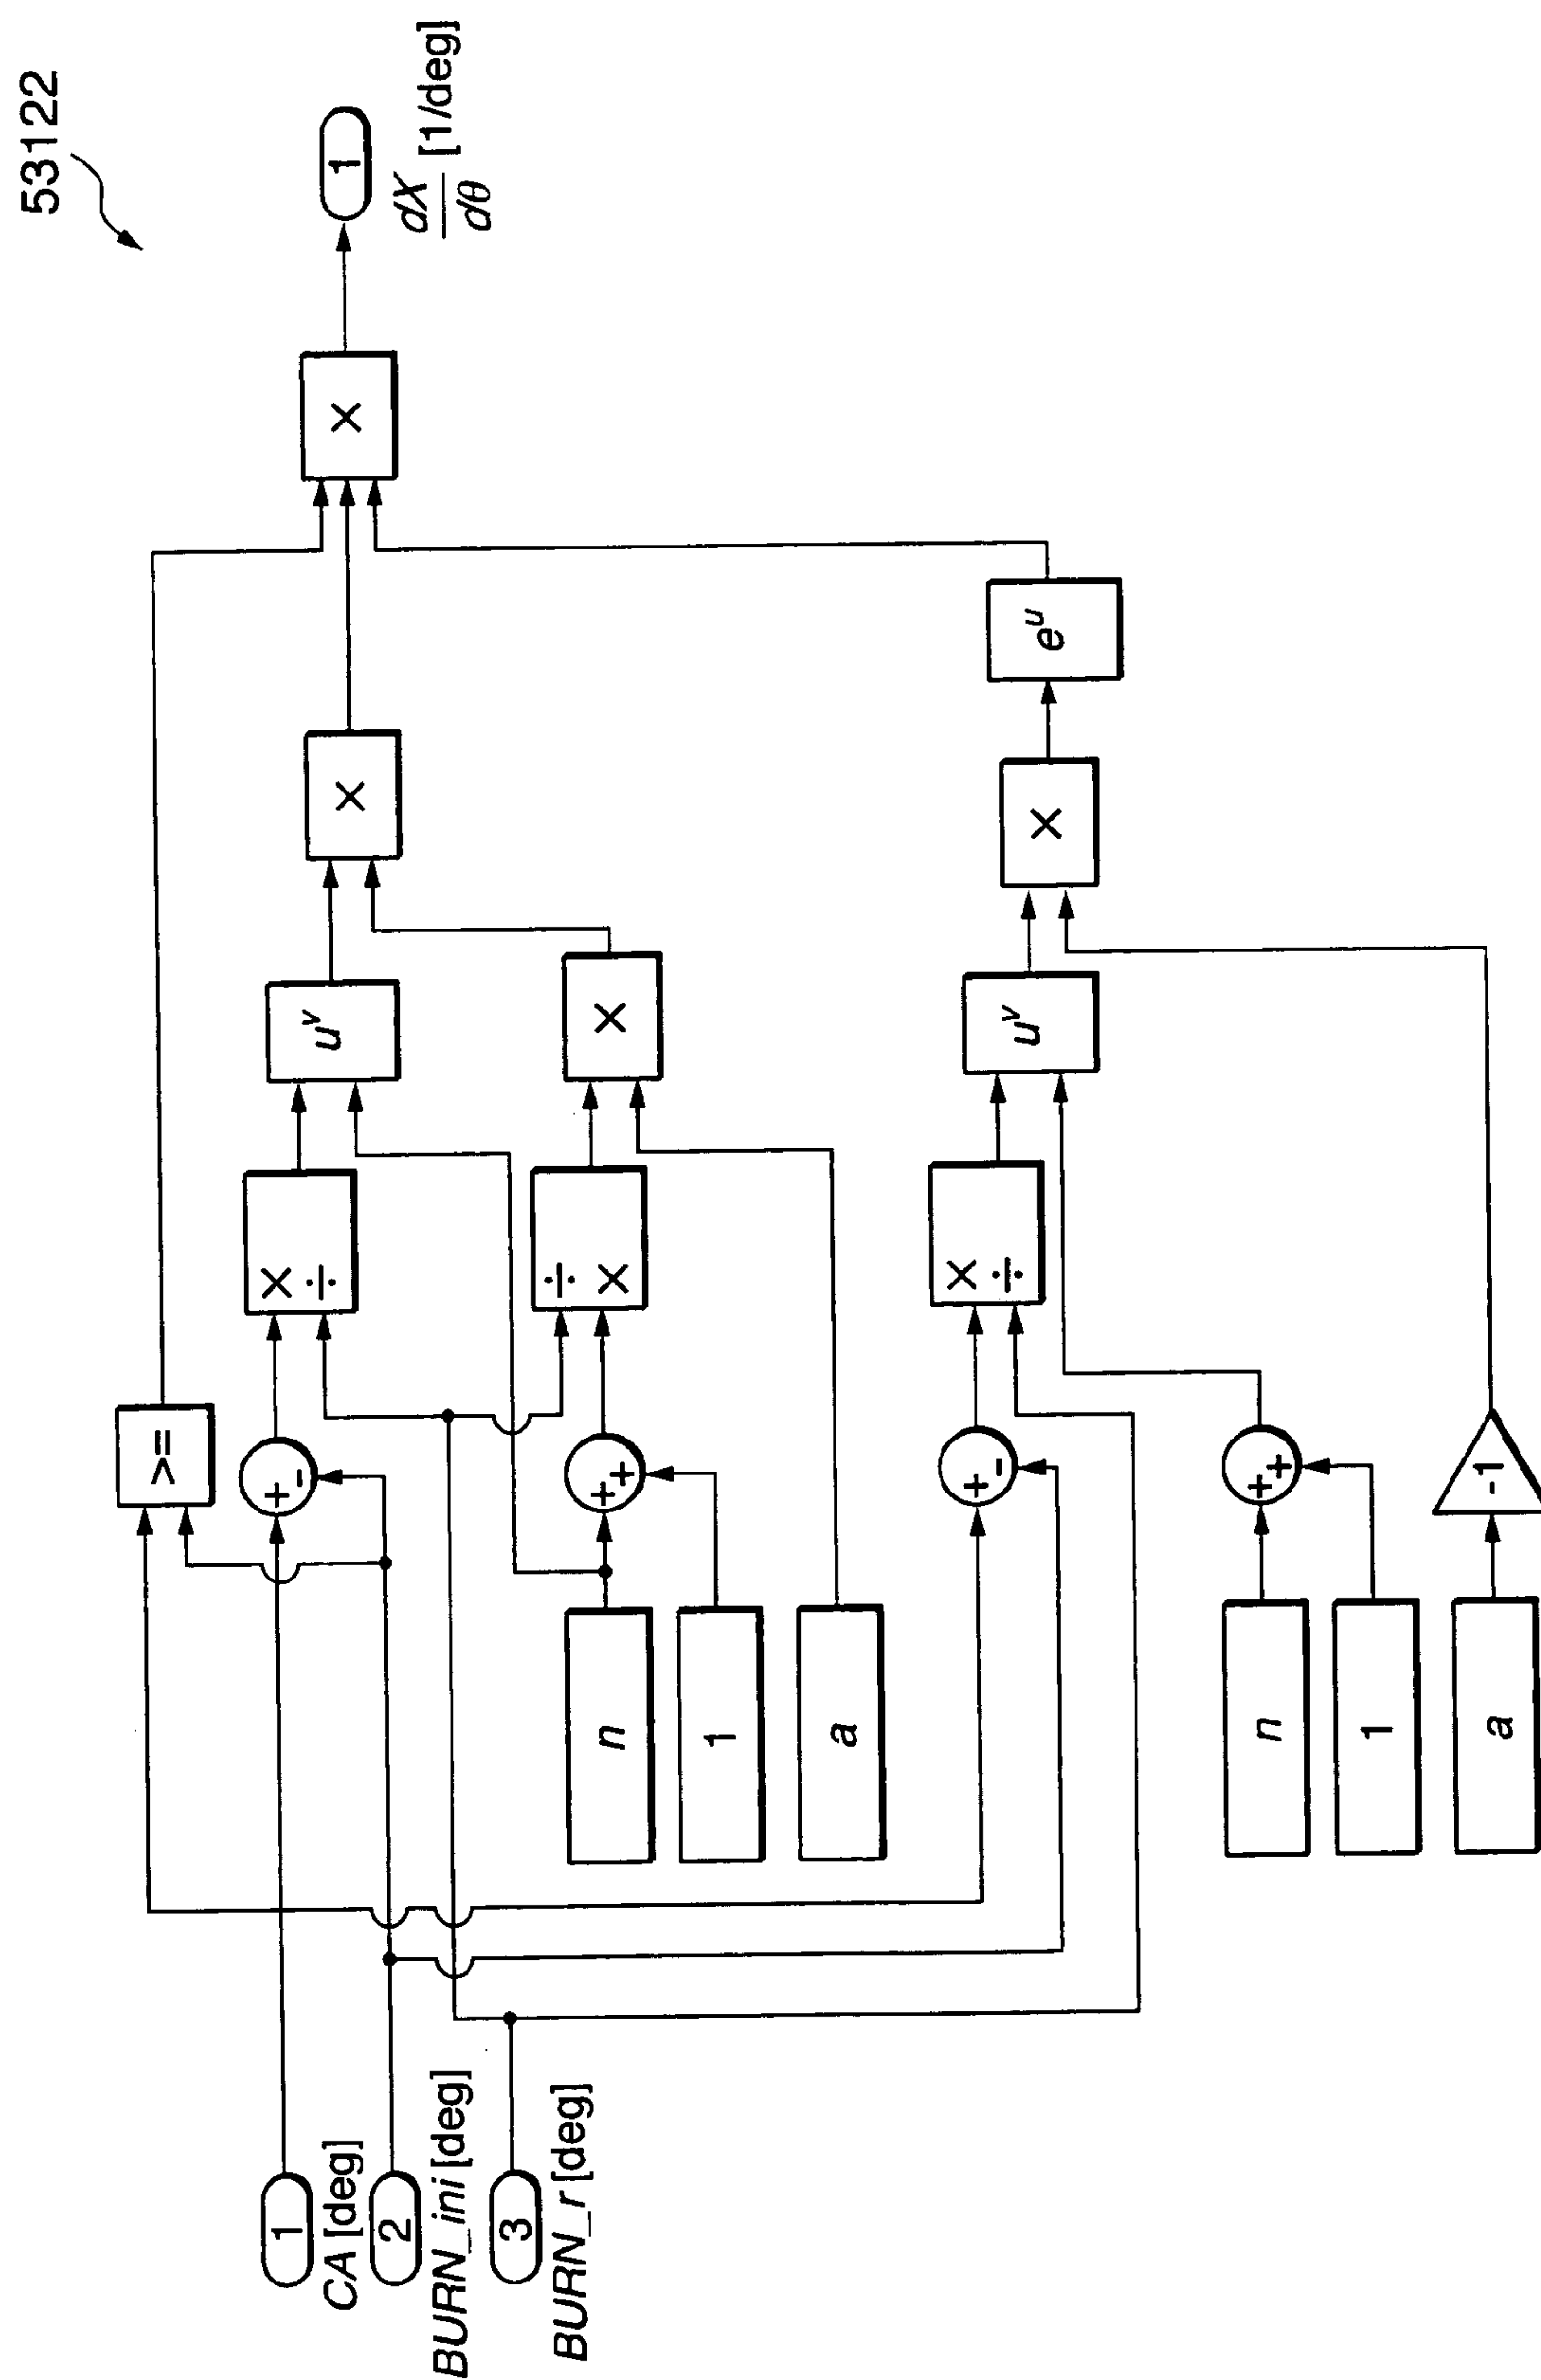 53122
1
CA [deg]
2
BURN_ini [deg]
3
BURN_r [deg]
>=
+
-
×
÷
u^v
×
×
1
dX
dθ
[1/deg]
n
1
a
+
+
÷
×
×
+
-
×
÷
u^v
×
e^u
n
1
a
+
+
-1